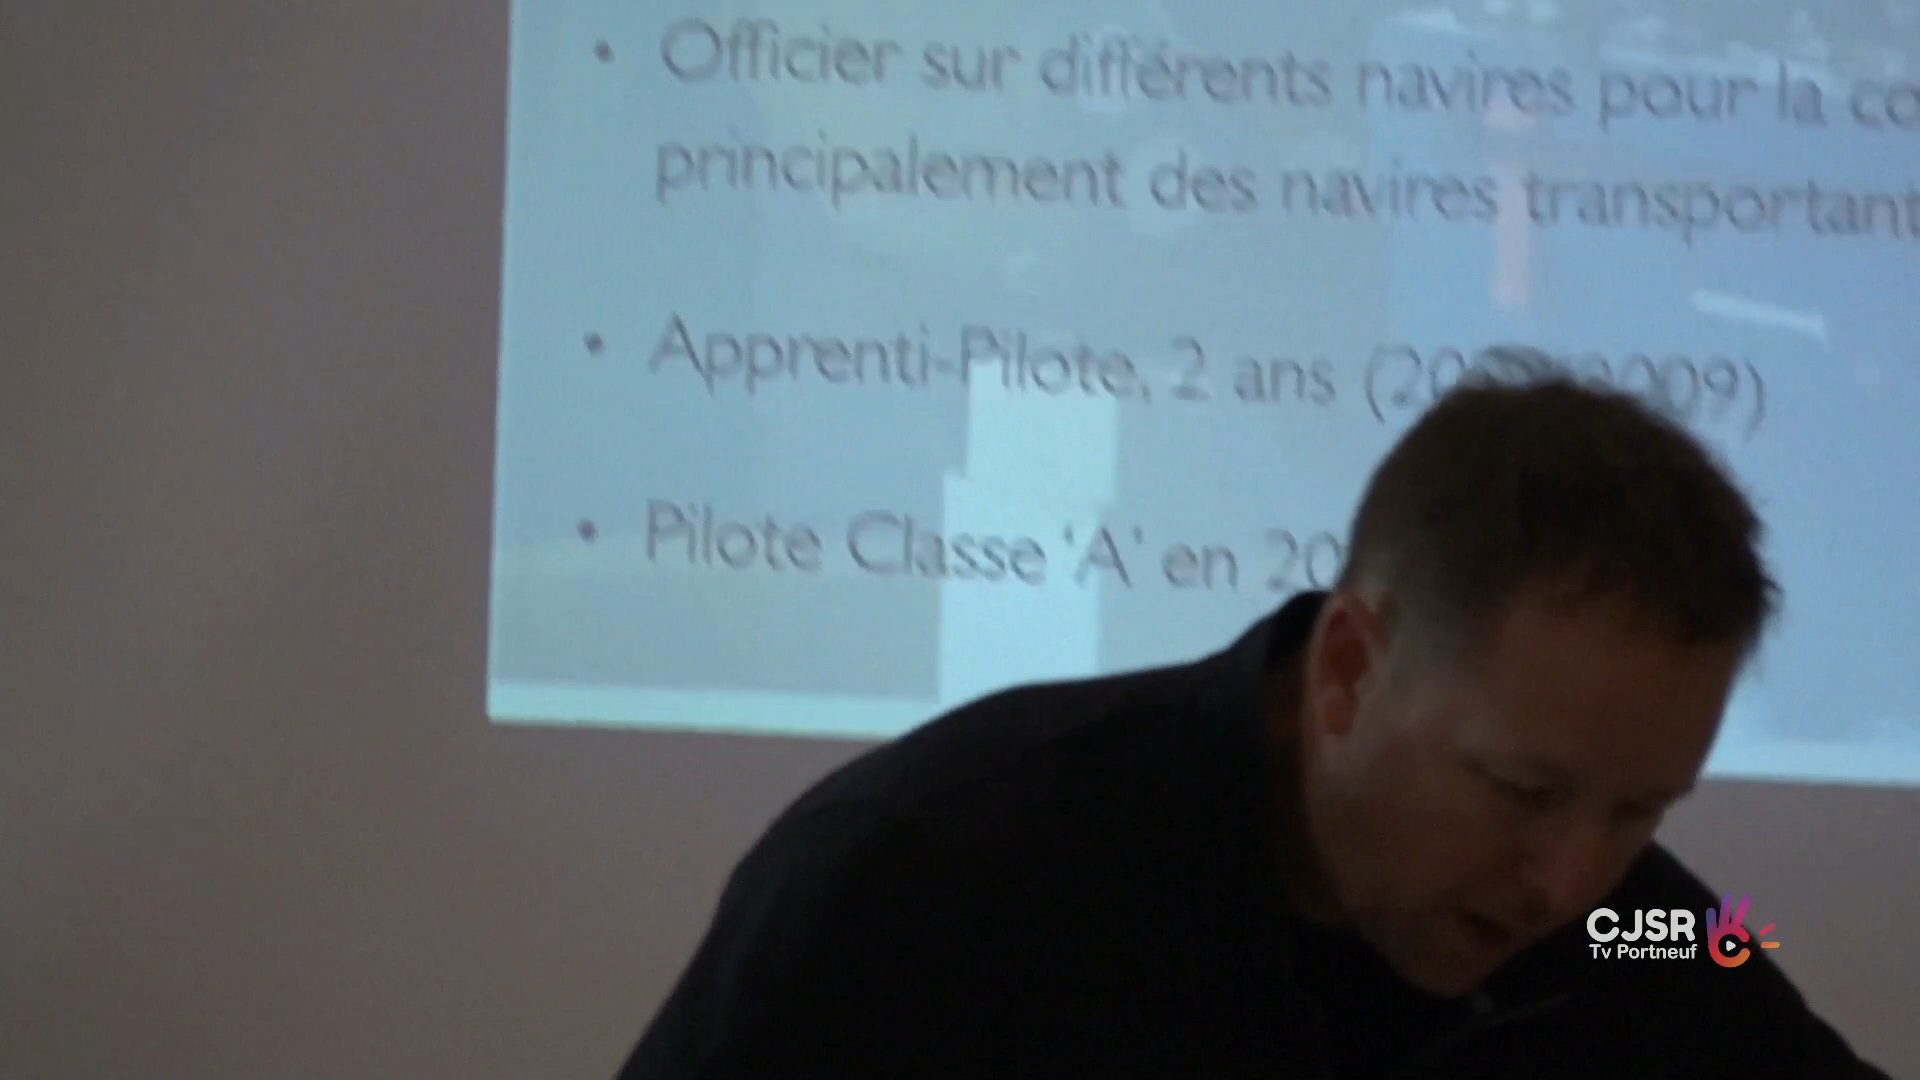 • Officier sur différents navires pour la
principalement des navires transportant
• Apprenti-Pilote, 2 ans
• Pilote Classe ‘A’ en
CJSR
Tv Portneuf